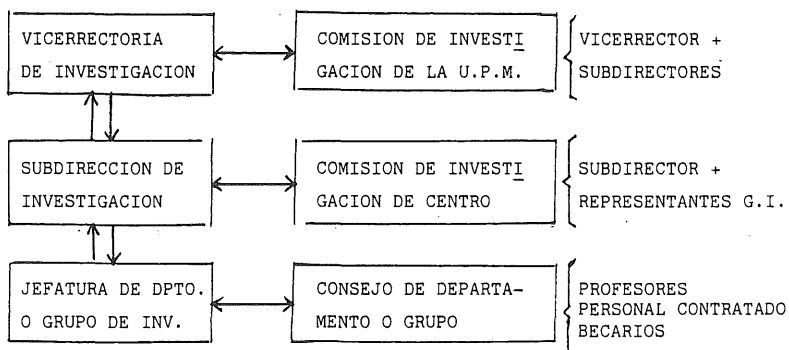 VICERRECTORIA
DE INVESTIGACION
COMISION DE INVESTI
GACION DE LA U.P.M.
VICERRECTOR +
SUBDIRECTORES
SUBDIRECCION DE
INVESTIGACION
COMISION DE INVESTI
GACION DE CENTRO
SUBDIRECTOR +
REPRESENTANTES G.I.
JEFATURA DE DPTO.
O GRUPO DE INV.
CONSEJO DE DEPARTA-
MENTO O GRUPO
PROFESORES
PERSONAL CONTRATADO
BECARIOS